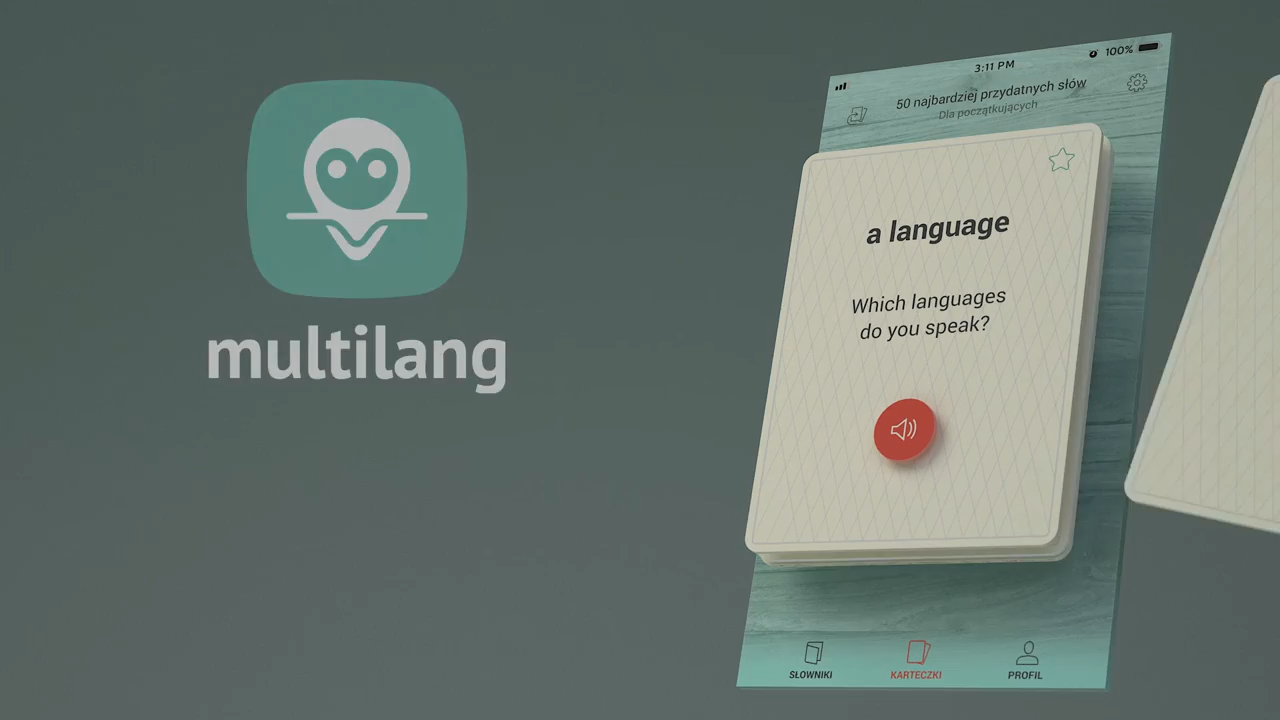 multilang
3:11 PM
100%
50 najbardziej przydatnych słów
Dla początkujących
a language
Which languages
do you speak?
SŁOWNIKI
KARTECZKI
PROFIL